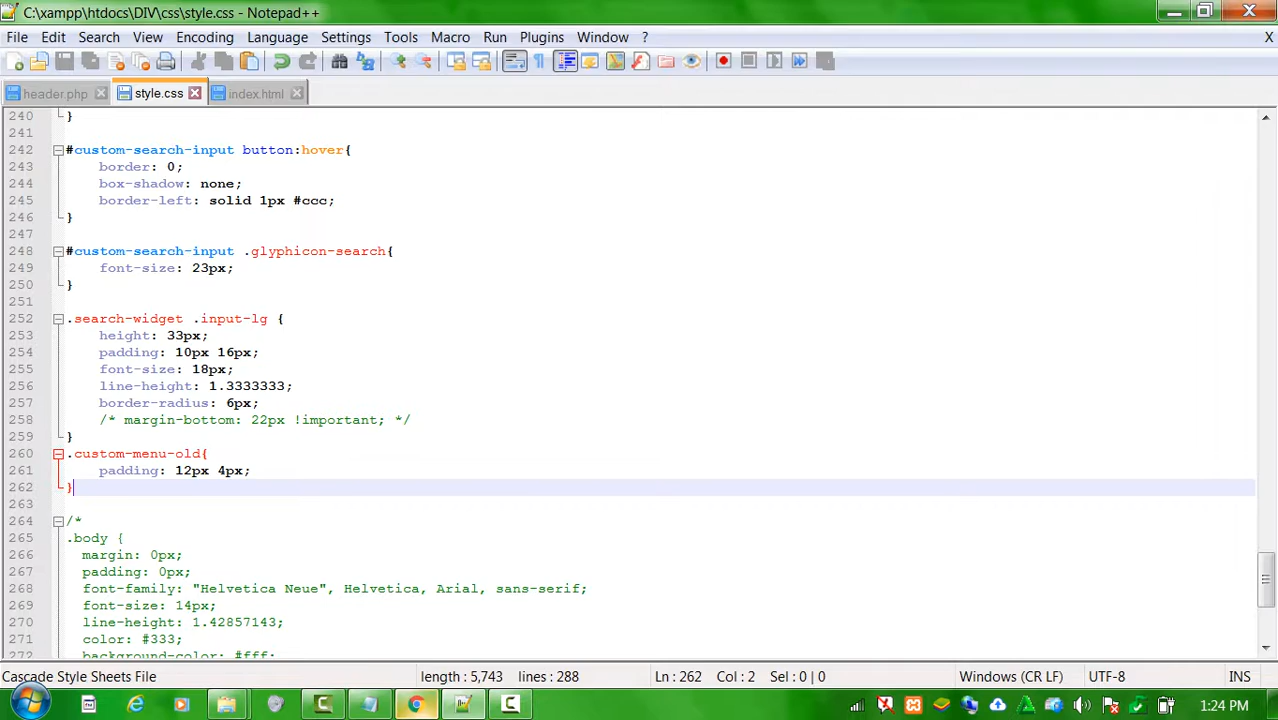 C:\xampp\htdocs\DIV\css\style.css - Notepad++
File Edit Search View Encoding Language Settings Tools Macro Run Plugins Window ? X
header.php style.css index.html
240 }
241
242 #custom-search-input button:hover{
243 border: 0;
244 box-shadow: none;
245 border-left: solid 1px #ccc;
246 }
247
248 #custom-search-input .glyphicon-search{
249 font-size: 23px;
250 }
251
252 .search-widget .input-lg {
253 height: 33px;
254 padding: 10px 16px;
255 font-size: 18px;
256 line-height: 1.3333333;
257 border-radius: 6px;
258 /* margin-bottom: 22px !important; */
259 }
260 .custom-menu-old{
261 padding: 12px 4px;
262 }
263
264 /*
265 .body {
266 margin: 0px;
267 padding: 0px;
268 font-family: "Helvetica Neue", Helvetica, Arial, sans-serif;
269 font-size: 14px;
270 line-height: 1.42857143;
271 color: #333;
272 background-color: #fff;
Cascade Style Sheets File length : 5,743 lines : 288 Ln : 262 Col : 2 Sel : 0 | 0 Windows (CR LF) UTF-8 INS
1:24 PM